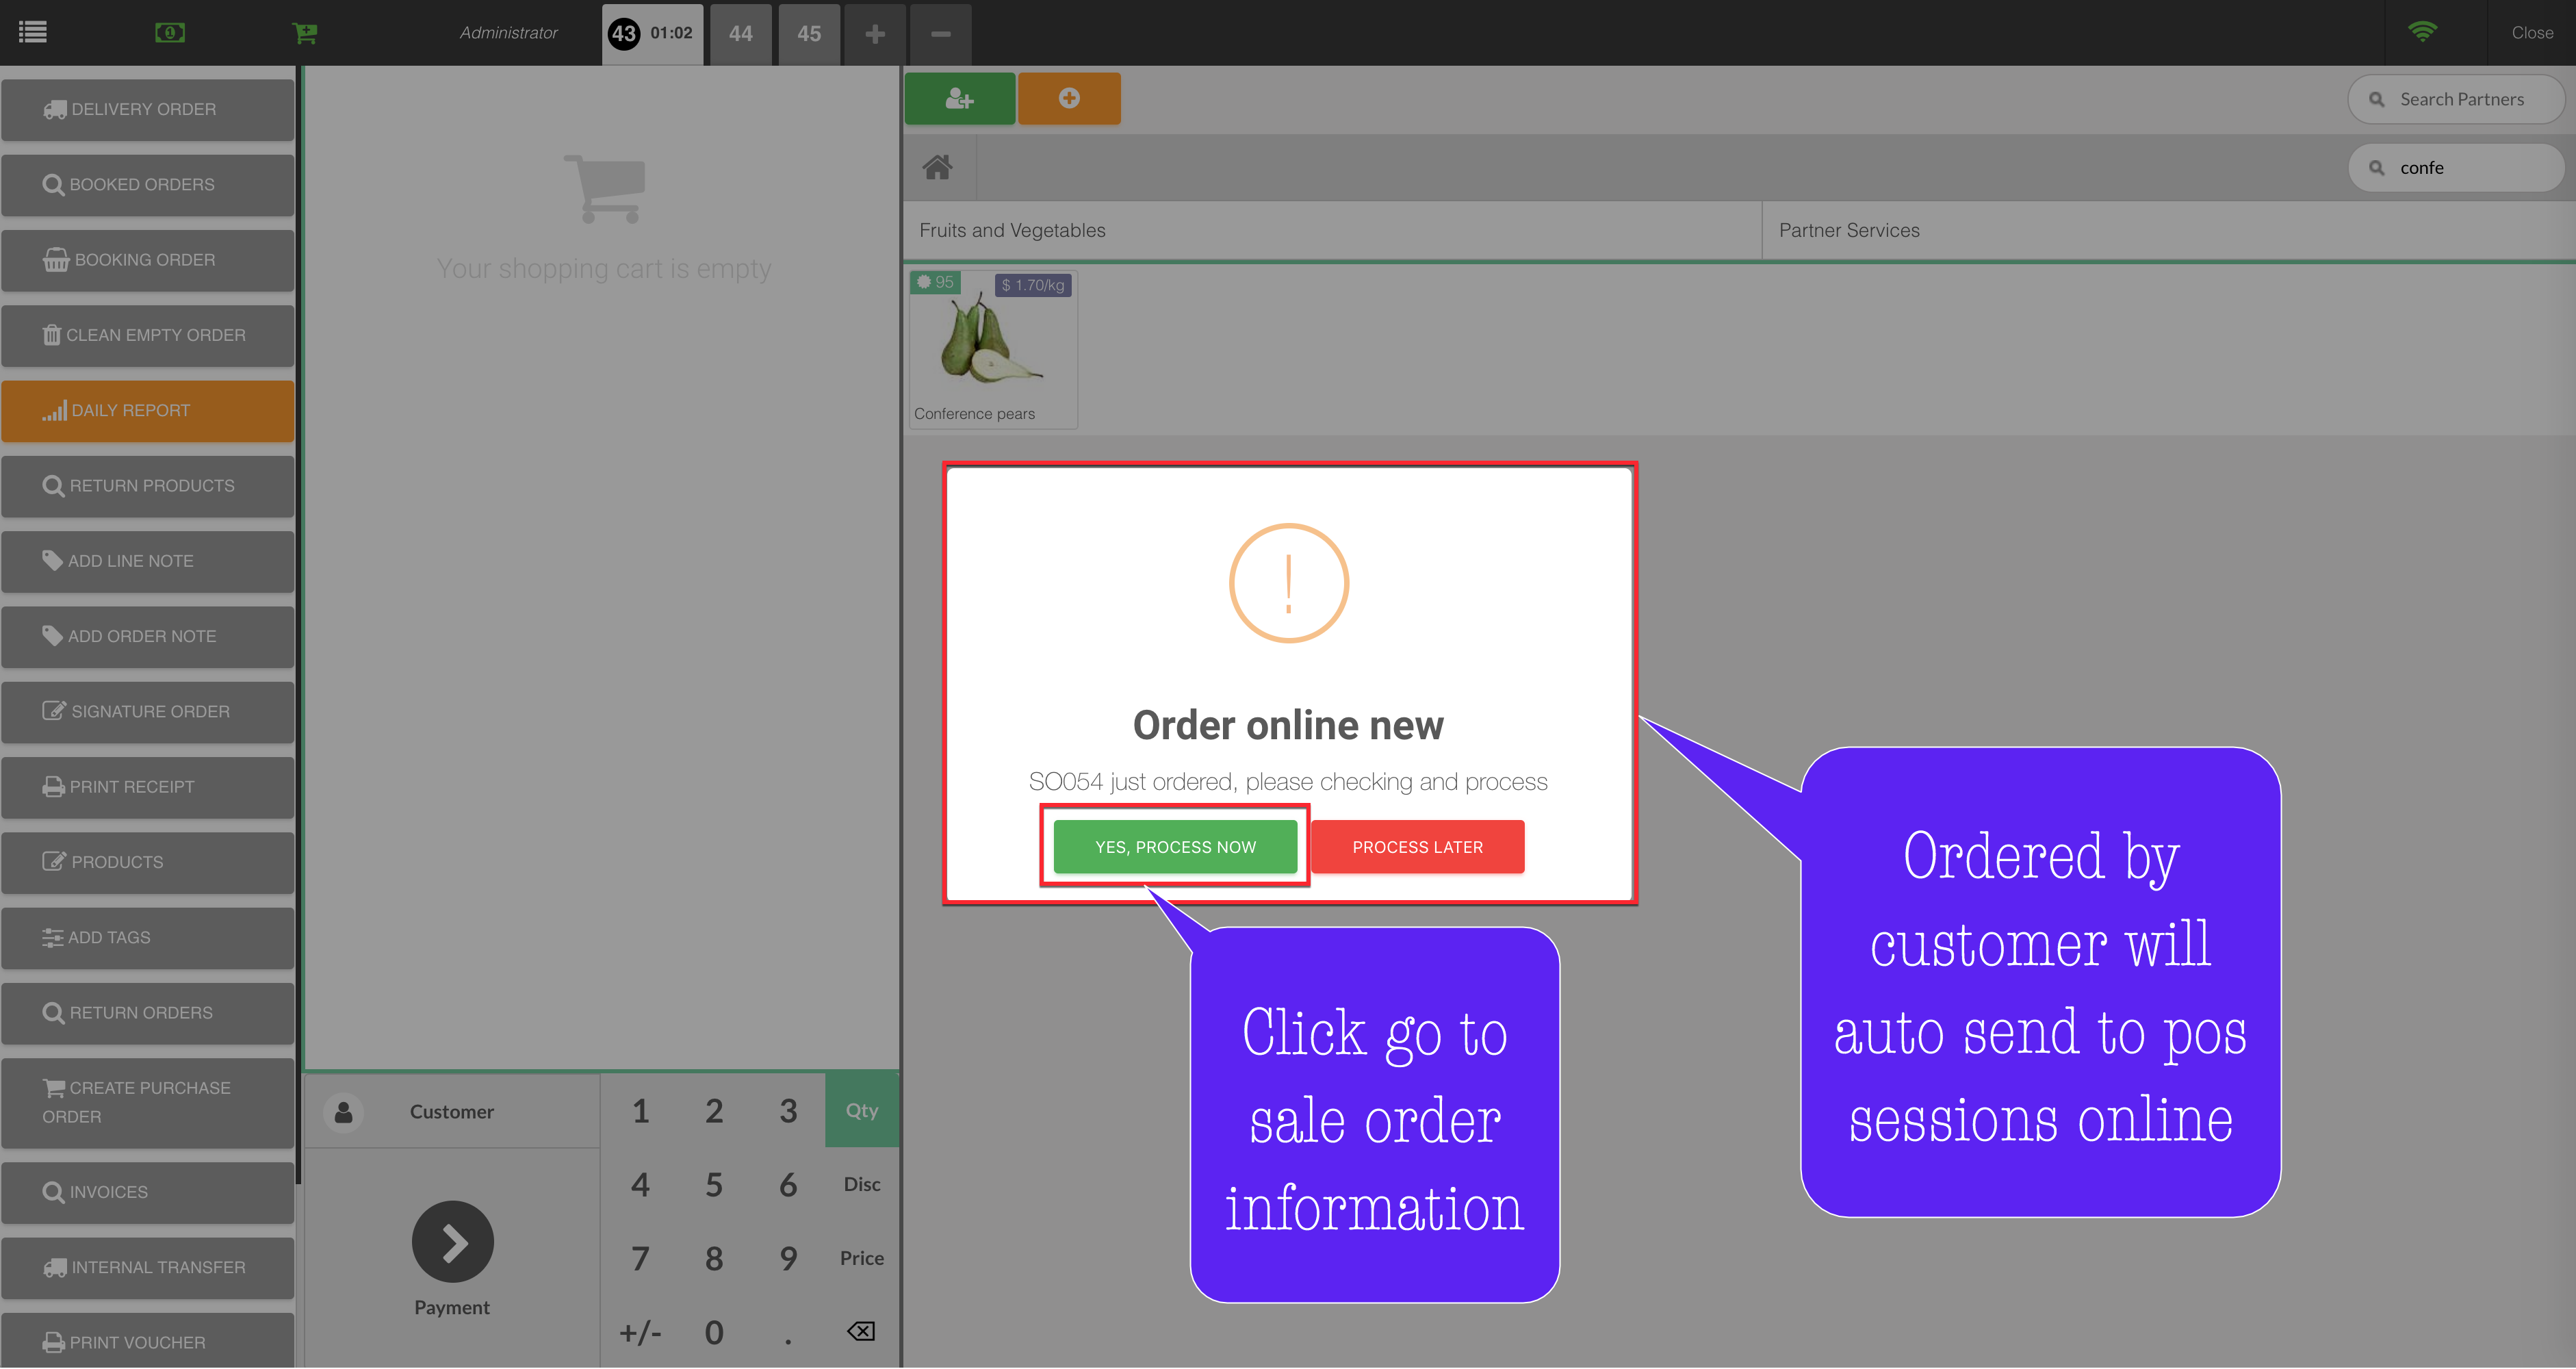 Administrator
43 01:02
44
45
Close
DELIVERY ORDER
BOOKED ORDERS
BOOKING ORDER
CLEAN EMPTY ORDER
DAILY REPORT
RETURN PRODUCTS
ADD LINE NOTE
ADD ORDER NOTE
SIGNATURE ORDER
PRINT RECEIPT
PRODUCTS
ADD TAGS
RETURN ORDERS
CREATE PURCHASE
ORDER
INVOICES
INTERNAL TRANSFER
PRINT VOUCHER
Your shopping cart is empty
Customer
Payment
1 2 3 Qty
4 5 6 Disc
7 8 9 Price
+/- 0 .
Search Partners
confe
Fruits and Vegetables
Partner Services
95
$ 1.70/kg
Conference pears
Order online new
SO054 just ordered, please checking and process
YES, PROCESS NOW
PROCESS LATER
Click go to
sale order
information
Ordered by
customer will
auto send to pos
sessions online